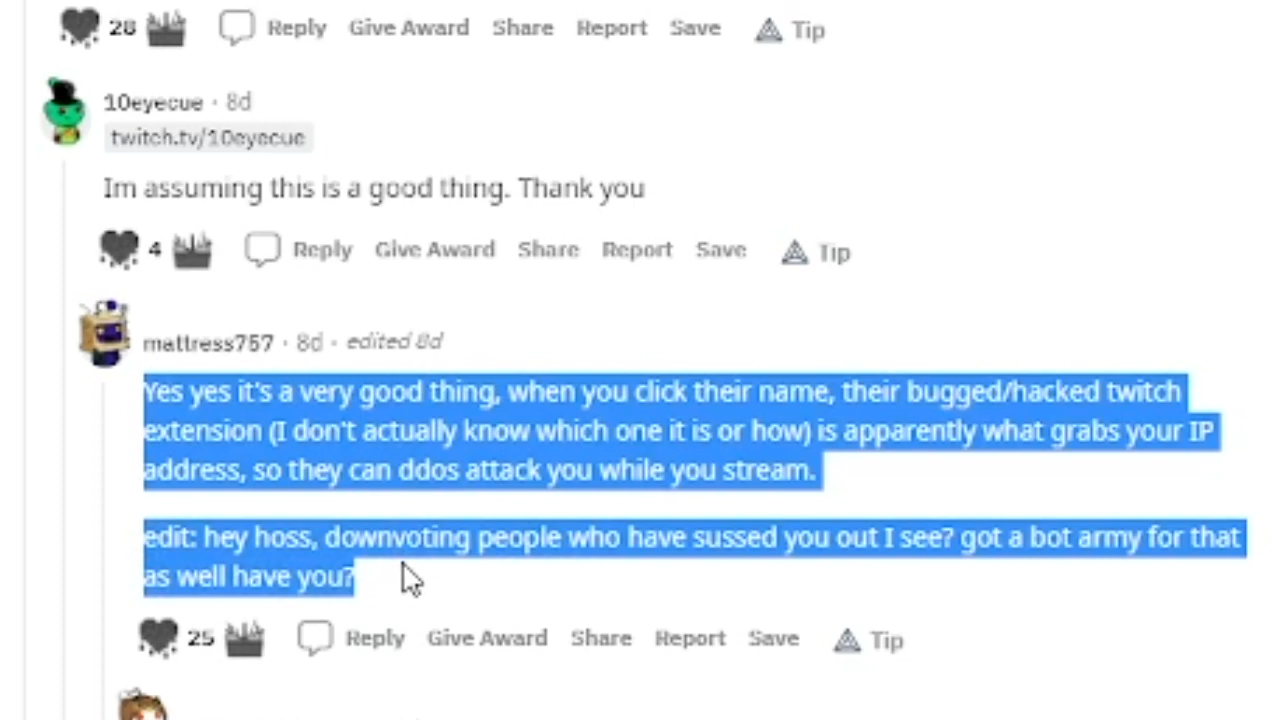 28 Reply Give Award Share Report Save Tip
10eyecue · 8d
twitch.tv/10eyecue
Im assuming this is a good thing. Thank you
4 Reply Give Award Share Report Save Tip
mattress757 · 8d · edited 8d
Yes yes it's a very good thing, when you click their name, their bugged/hacked twitch
extension (I don't actually know which one it is or how) is apparently what grabs your IP
address, so they can ddos attack you while you stream.
edit: hey hoss, downvoting people who have sussed you out I see? got a bot army for that
as well have you?
25 Reply Give Award Share Report Save Tip